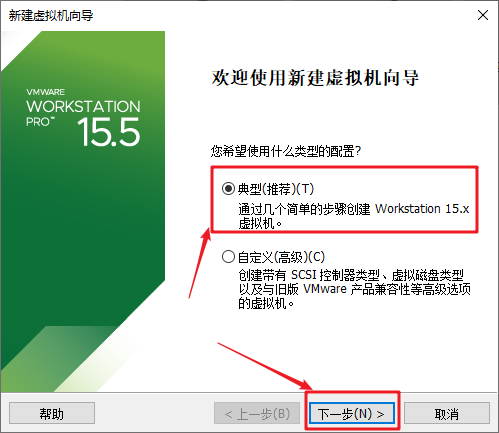 新建虚拟机向导
VMWARE
WORKSTATION
PRO™
15.5
欢迎使用新建虚拟机向导
您希望使用什么类型的配置?
典型(推荐)(T)
通过几个简单的步骤创建 Workstation 15.x
虚拟机。
自定义(高级)(C)
创建带有 SCSI 控制器类型、虚拟磁盘类型
以及与旧版 VMware 产品兼容性等高级选项
的虚拟机。
帮助
< 上一步(B)
下一步(N) >
取消